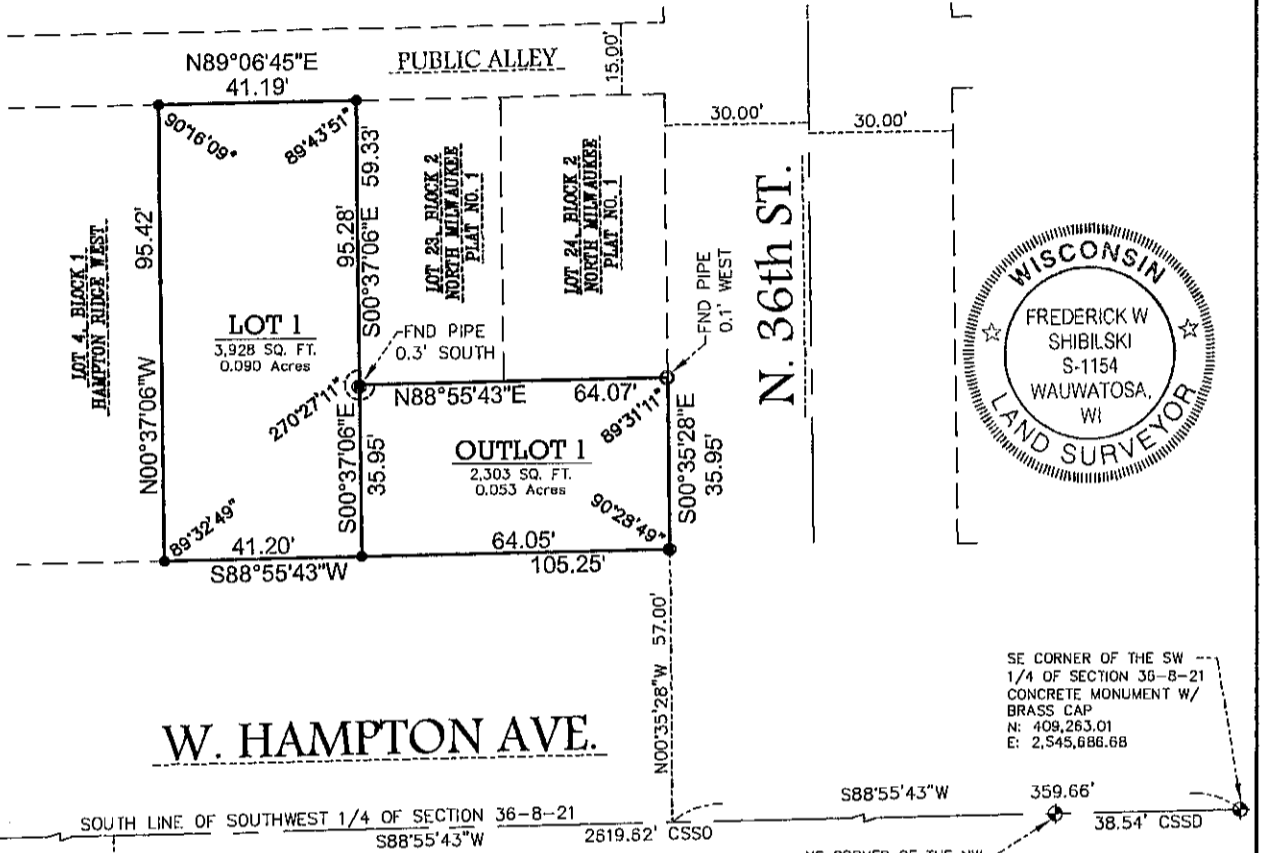 N89°06'45"E
41.19'
PUBLIC ALLEY
15.00'
30.00'
30.00'
90°16'09"
89°43'51"
59.33'
95.28'
S00°37'06"E
95.42'
N00°37'06"W
LOT 4, BLOCK 1
HAMPTON RIDGE WEST
LOT 23, BLOCK 2
NORTH MILWAUKEE
PLAT NO. 1
LOT 24, BLOCK 2
NORTH MILWAUKEE
PLAT NO. 1
FND PIPE
0.1' WEST
N. 36th ST.
WISCONSIN
FREDERICK W
SHIBILSKI
S-1154
WAUWATOSA,
WI
LAND SURVEYOR
LOT 1
3,928 SQ. FT.
0.090 Acres
FND PIPE
0.3' SOUTH
270°27'11"
N88°55'43"E
64.07'
89°31'11"
S00°37'06"E
35.95'
OUTLOT 1
2,303 SQ. FT.
0.053 Acres
S00°35'28"E
35.95'
90°28'49"
89°32'49"
41.20'
64.05'
S88°55'43"W
105.25'
N00°35'28"W 57.00'
W. HAMPTON AVE.
SE CORNER OF THE SW
1/4 OF SECTION 36-8-21
CONCRETE MONUMENT W/
BRASS CAP
N: 409,263.01
E: 2,545,686.68
SOUTH LINE OF SOUTHWEST 1/4 OF SECTION 36-8-21
S88°55'43"W
2619.62' CSSD
S88°55'43"W
359.66'
38.54' CSSD